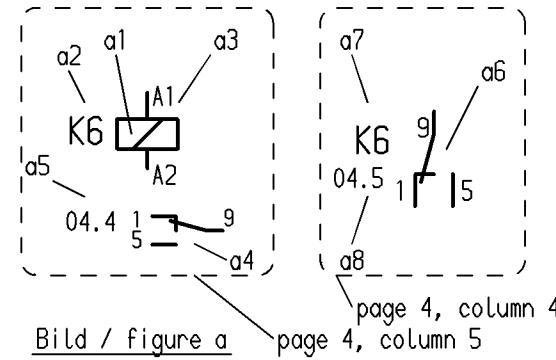 a1
a2
a3
A1
K6
A2
a5
04.4
1
9
5
a4
a7
a6
9
K6
04.5
1
5
a8
page 4, column 4
Bild / figure a
page 4, column 5